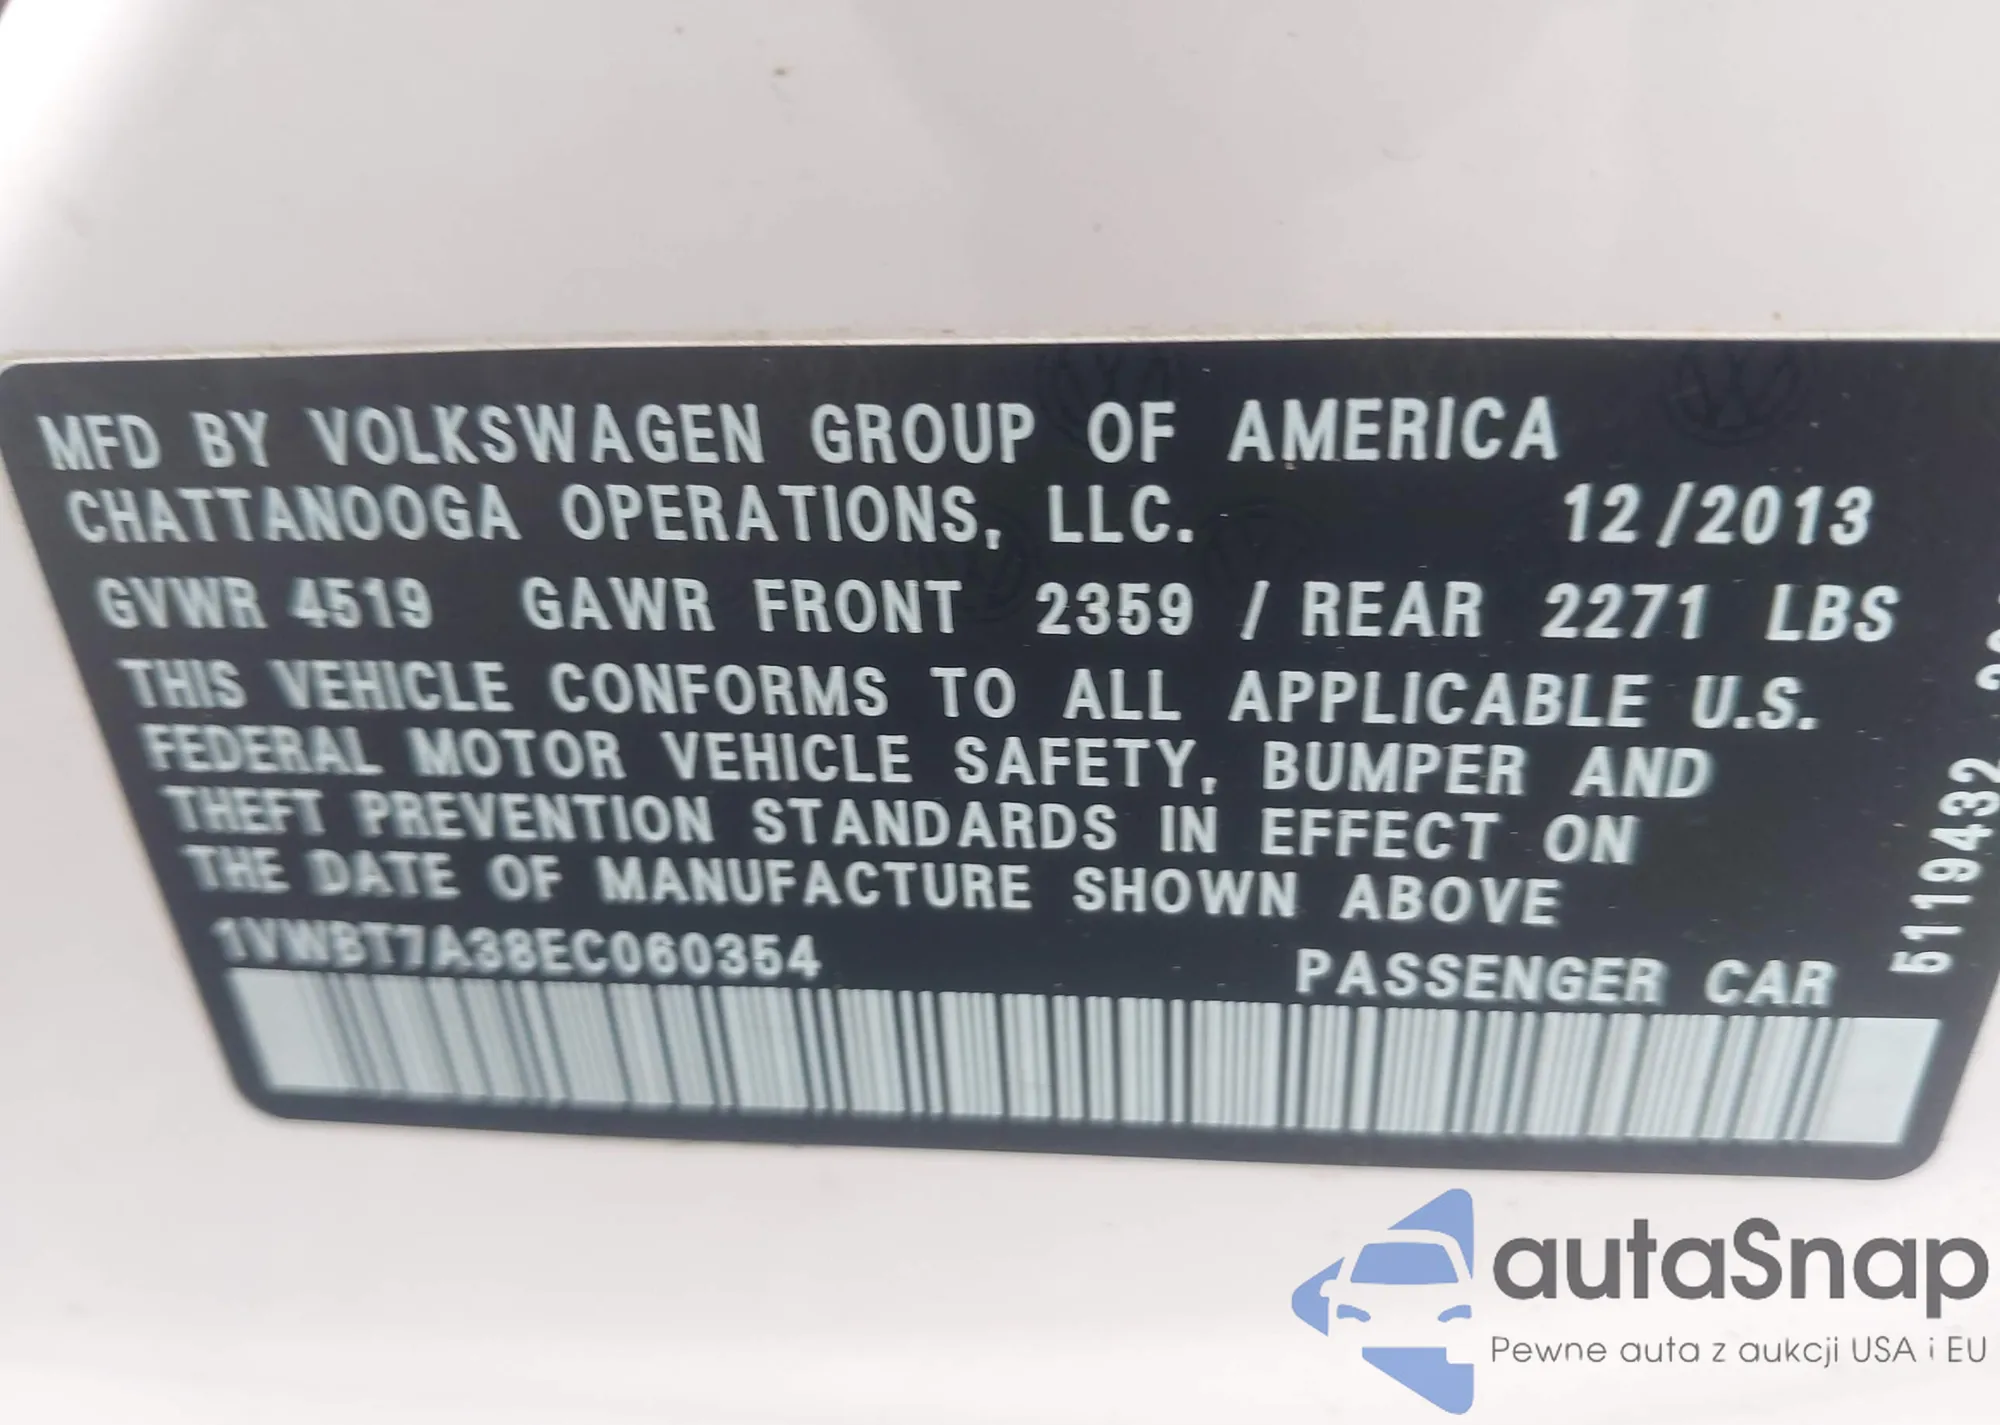 MFD BY VOLKSWAGEN GROUP OF AMERICA
CHATTANOOGA OPERATIONS, LLC. 12/2013
GVWR 4519 GAWR FRONT 2359 / REAR 2271 LBS
THIS VEHICLE CONFORMS TO ALL APPLICABLE U.S.
FEDERAL MOTOR VEHICLE SAFETY, BUMPER AND
THEFT PREVENTION STANDARDS IN EFFECT ON
THE DATE OF MANUFACTURE SHOWN ABOVE
1VWBT7A38EC060354 PASSENGER CAR
5119432
autaSnap
Pewne auta z aukcji USA i EU